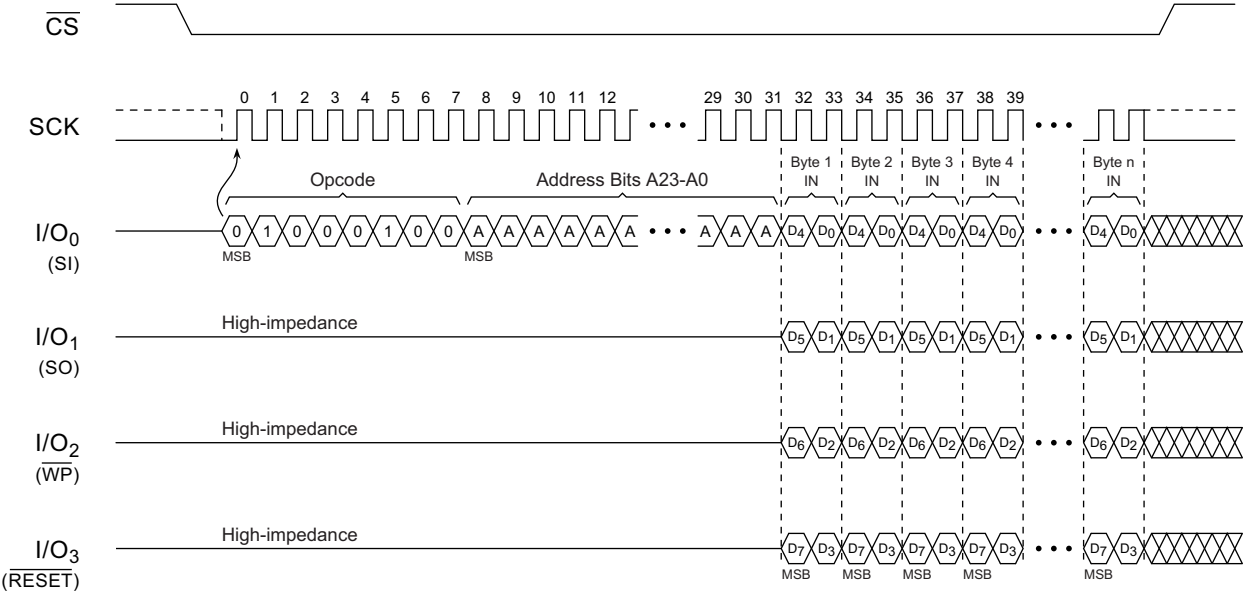 CS
0 1 2 3 4 5 6 7 8 9 10 11 12 29 30 31 32 33 34 35 36 37 38 39
SCK
Byte 1 IN Byte 2 IN Byte 3 IN Byte 4 IN Byte n IN
Opcode Address Bits A23-A0
I/O0 (SI) 0 1 0 0 0 1 0 0 A A A A A A A A A D4 D0 D4 D0 D4 D0 D4 D0 D4 D0
MSB MSB
High-impedance
I/O1 (SO) D5 D1 D5 D1 D5 D1 D5 D1 D5 D1
High-impedance
I/O2 (WP) D6 D2 D6 D2 D6 D2 D6 D2 D6 D2
High-impedance
I/O3 (RESET) D7 D3 D7 D3 D7 D3 D7 D3 D7 D3
MSB MSB MSB MSB MSB